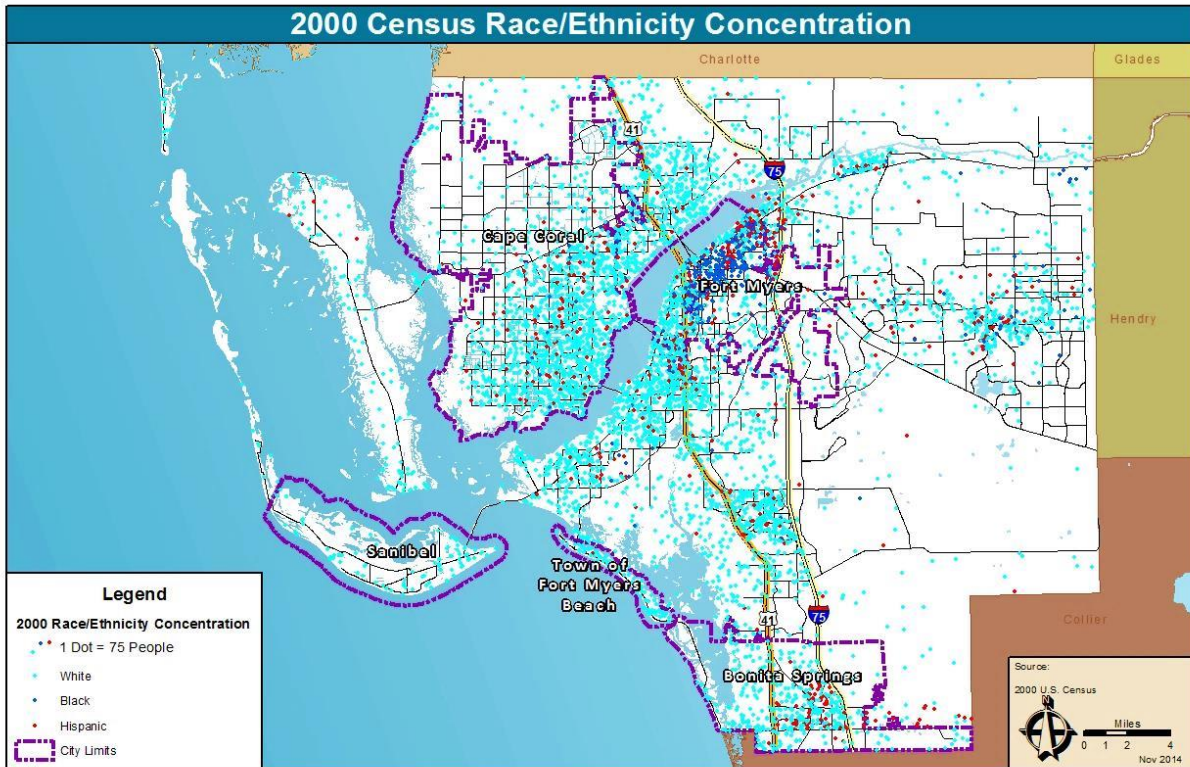 2000 Census Race/Ethnicity Concentration
Charlotte
Glades
41
75
Cape Coral
Fort Myers
Hendry
Sanibel
Town of
Fort Myers
Beach
41
75
Collier
Bonita Springs
Legend
2000 Race/Ethnicity Concentration
1 Dot = 75 People
White
Black
Hispanic
City Limits
Source:
2000 U.S. Census
N
Miles
0 1 2 4
Nov 2014